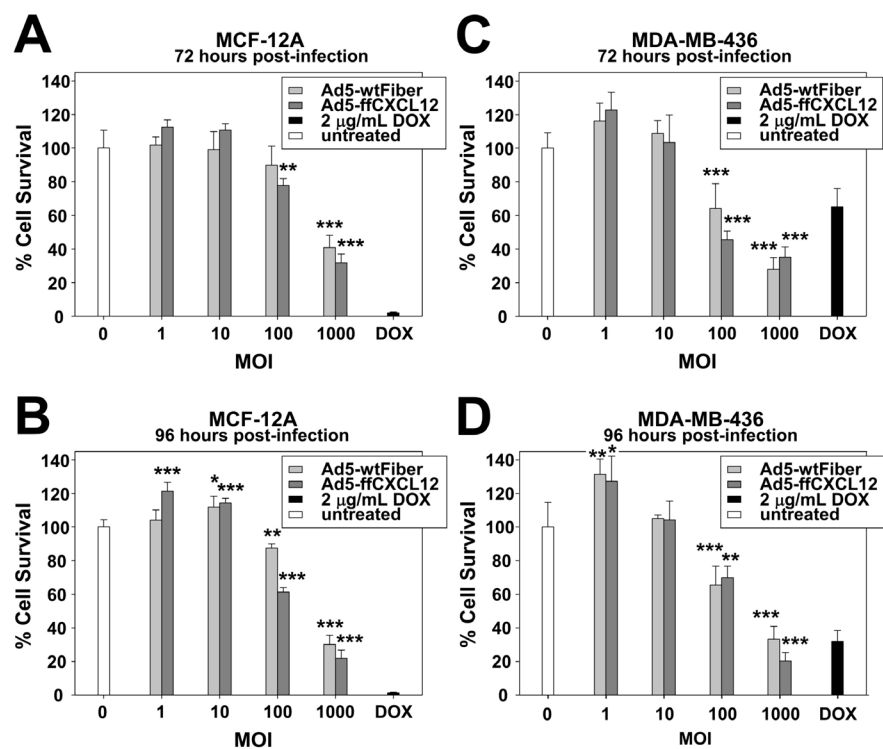 A
MCF-12A
72 hours post-infection
Ad5-wtFiber
Ad5-ffCXCL12
2 μg/mL DOX
untreated
% Cell Survival
140
120
100
80
60
40
20
0
**
***
***
0 1 10 100 1000 DOX
MOI
C
MDA-MB-436
72 hours post-infection
Ad5-wtFiber
Ad5-ffCXCL12
2 μg/mL DOX
untreated
% Cell Survival
140
120
100
80
60
40
20
0
***
***
***
***
0 1 10 100 1000 DOX
MOI
B
MCF-12A
96 hours post-infection
Ad5-wtFiber
Ad5-ffCXCL12
2 μg/mL DOX
untreated
% Cell Survival
140
120
100
80
60
40
20
0
***
*
***
**
***
***
***
0 1 10 100 1000 DOX
MOI
D
MDA-MB-436
96 hours post-infection
Ad5-wtFiber
Ad5-ffCXCL12
2 μg/mL DOX
untreated
% Cell Survival
140
120
100
80
60
40
20
0
**
*
***
**
***
***
0 1 10 100 1000 DOX
MOI